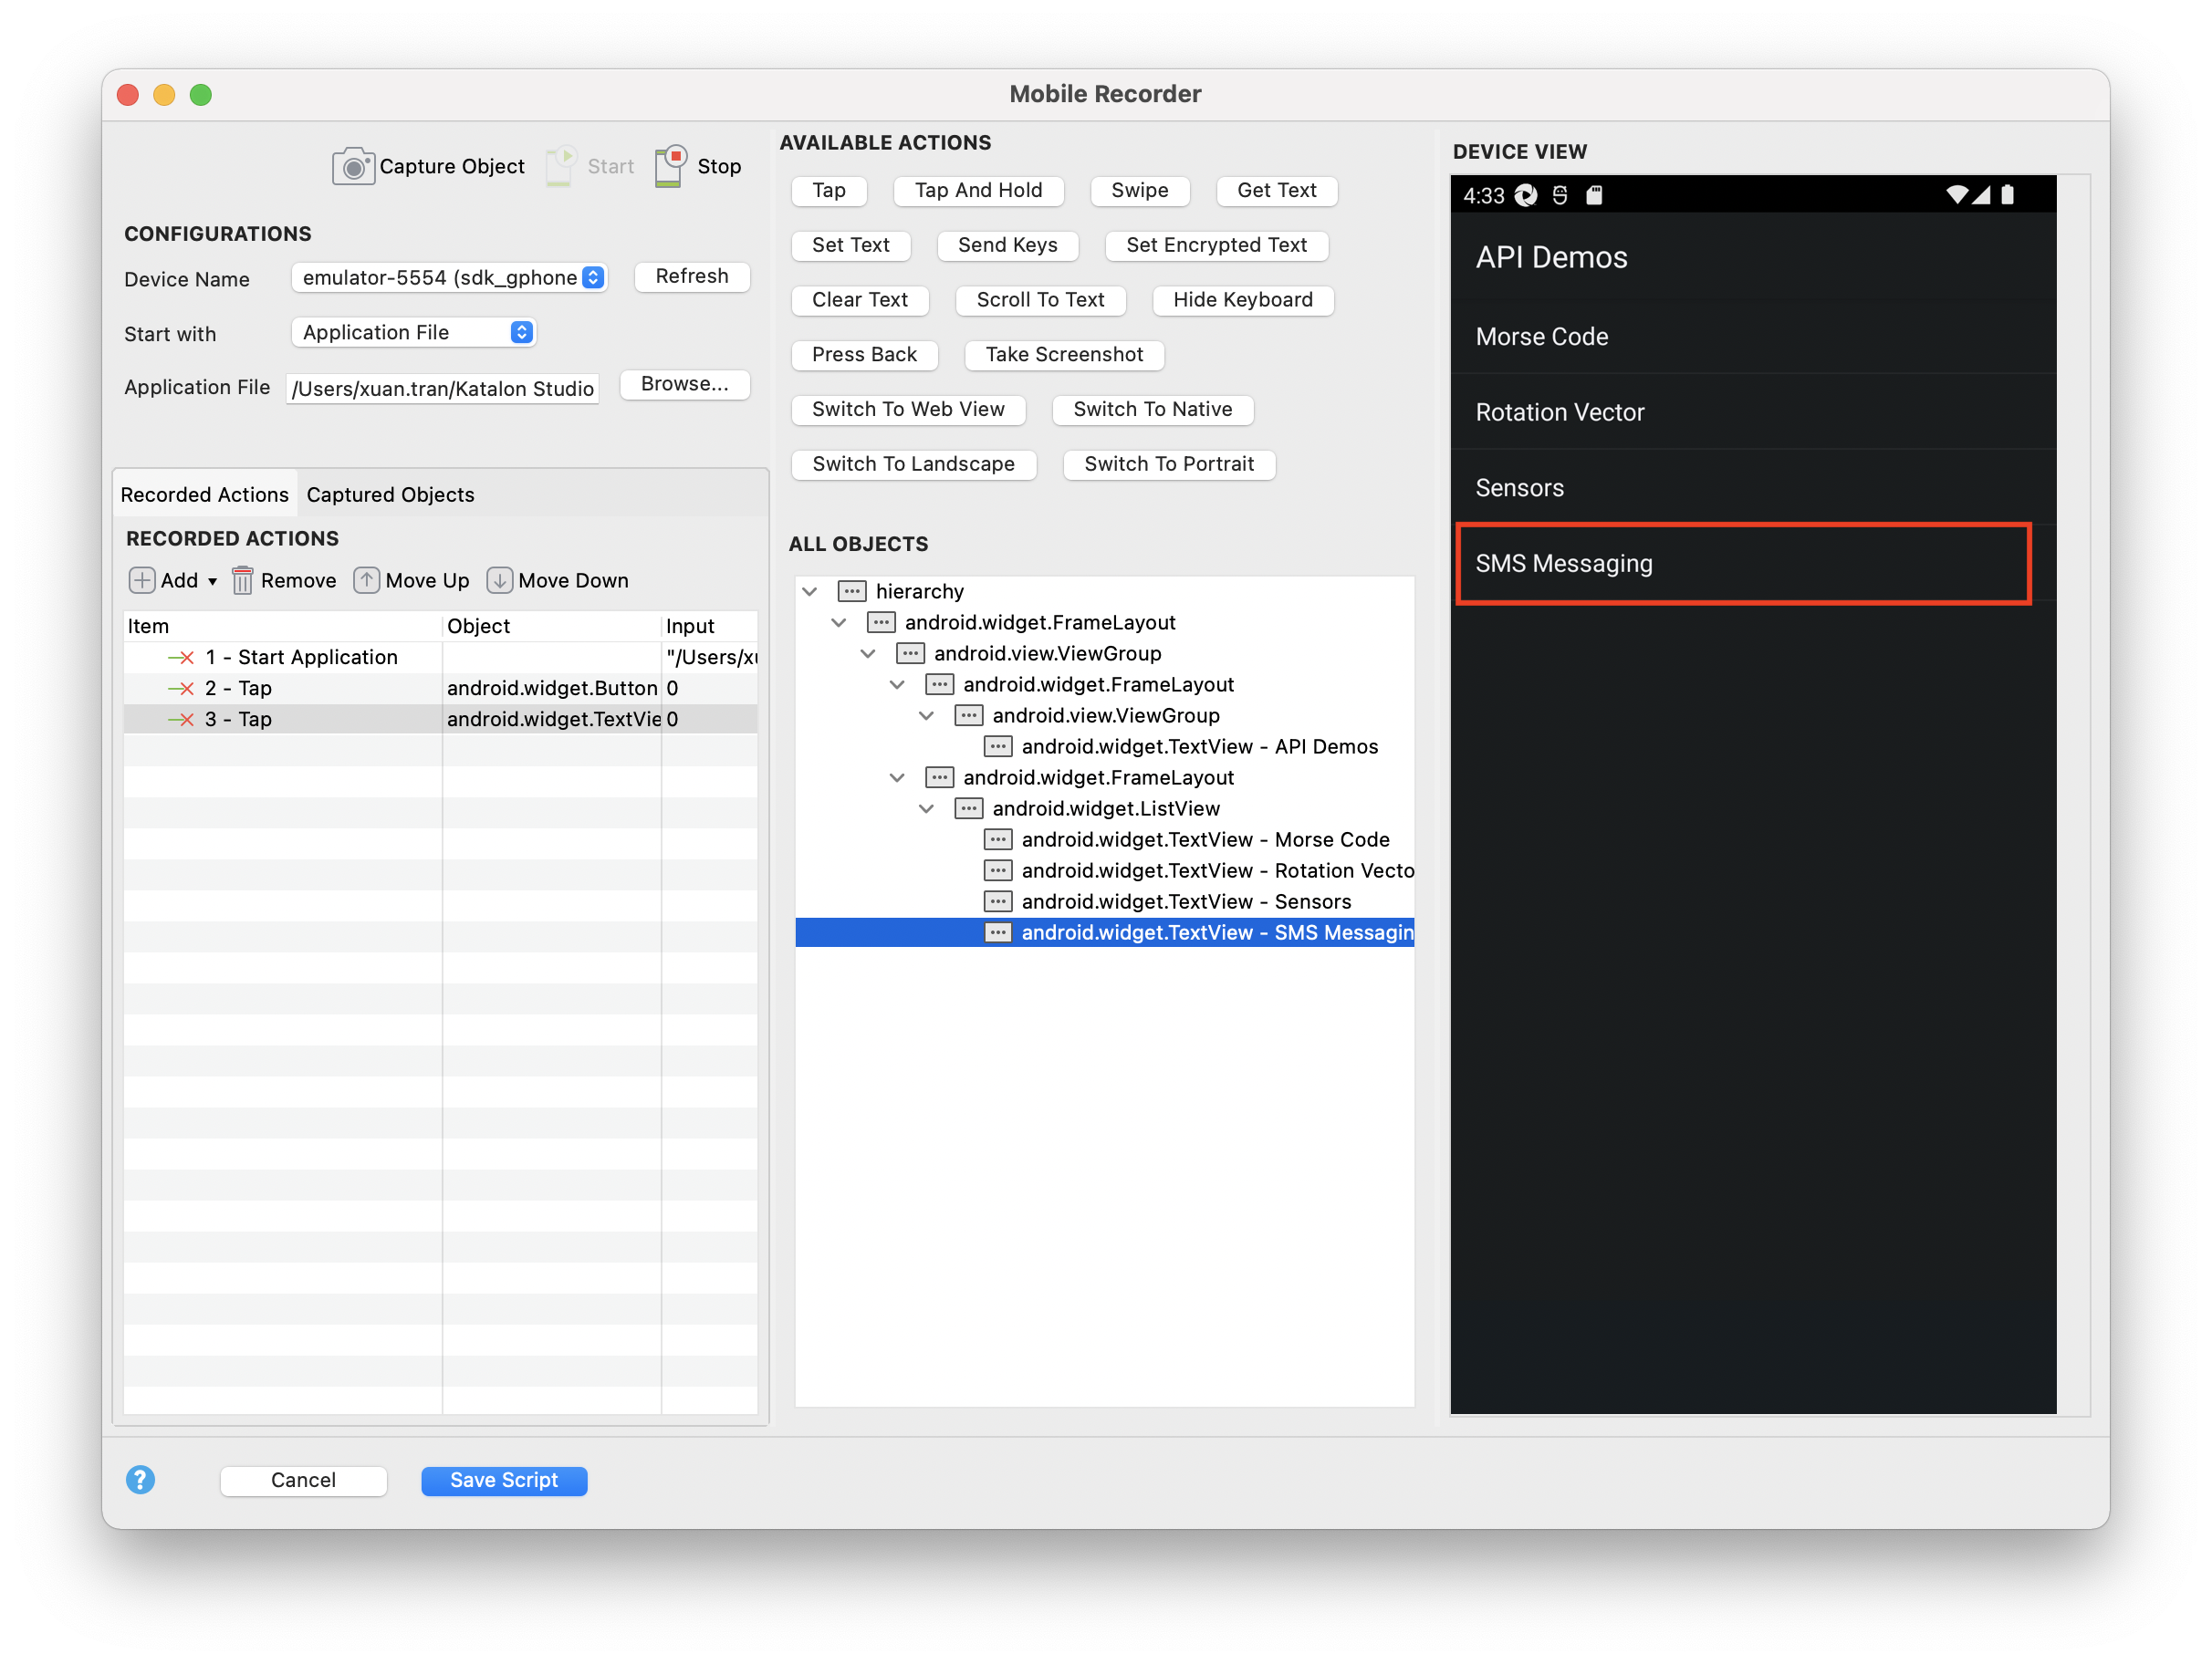 Mobile Recorder
Capture Object
Start
Stop
CONFIGURATIONS
Device Name
emulator-5554 (sdk_gphone
Refresh
Start with
Application File
Application File
/Users/xuan.tran/Katalon Studio
Browse...
Recorded Actions
Captured Objects
RECORDED ACTIONS
Add
Remove
Move Up
Move Down
Item Object Input
1 - Start Application "/Users/xu
2 - Tap android.widget.Button 0
3 - Tap android.widget.TextVie 0
AVAILABLE ACTIONS
Tap
Tap And Hold
Swipe
Get Text
Set Text
Send Keys
Set Encrypted Text
Clear Text
Scroll To Text
Hide Keyboard
Press Back
Take Screenshot
Switch To Web View
Switch To Native
Switch To Landscape
Switch To Portrait
ALL OBJECTS
hierarchy
android.widget.FrameLayout
android.view.ViewGroup
android.widget.FrameLayout
android.view.ViewGroup
android.widget.TextView - API Demos
android.widget.FrameLayout
android.widget.ListView
android.widget.TextView - Morse Code
android.widget.TextView - Rotation Vecto
android.widget.TextView - Sensors
android.widget.TextView - SMS Messagin
DEVICE VIEW
4:33
API Demos
Morse Code
Rotation Vector
Sensors
SMS Messaging
?
Cancel
Save Script